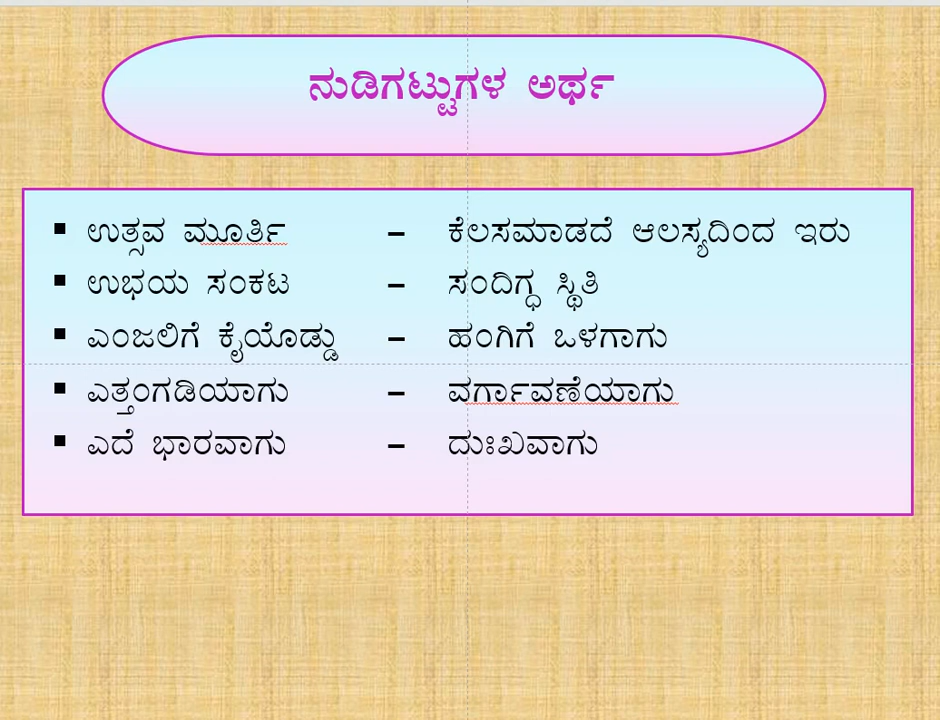 ನುಡಿಗಟ್ಟುಗಳ ಅರ್ಥ
▪ ಉತ್ಸವ ಮೂರ್ತಿ – ಕೆಲಸಮಾಡದೆ ಆಲಸ್ಯದಿಂದ ಇರು
▪ ಉಭಯ ಸಂಕಟ – ಸಂದಿಗ್ಧ ಸ್ಥಿತಿ
▪ ಎಂಜಲಿಗೆ ಕೈಯೊಡ್ಡು – ಹಂಗಿಗೆ ಒಳಗಾಗು
▪ ಎತ್ತಂಗಡಿಯಾಗು – ವರ್ಗಾವಣೆಯಾಗು
▪ ಎದೆ ಭಾರವಾಗು – ದುಃಖವಾಗು